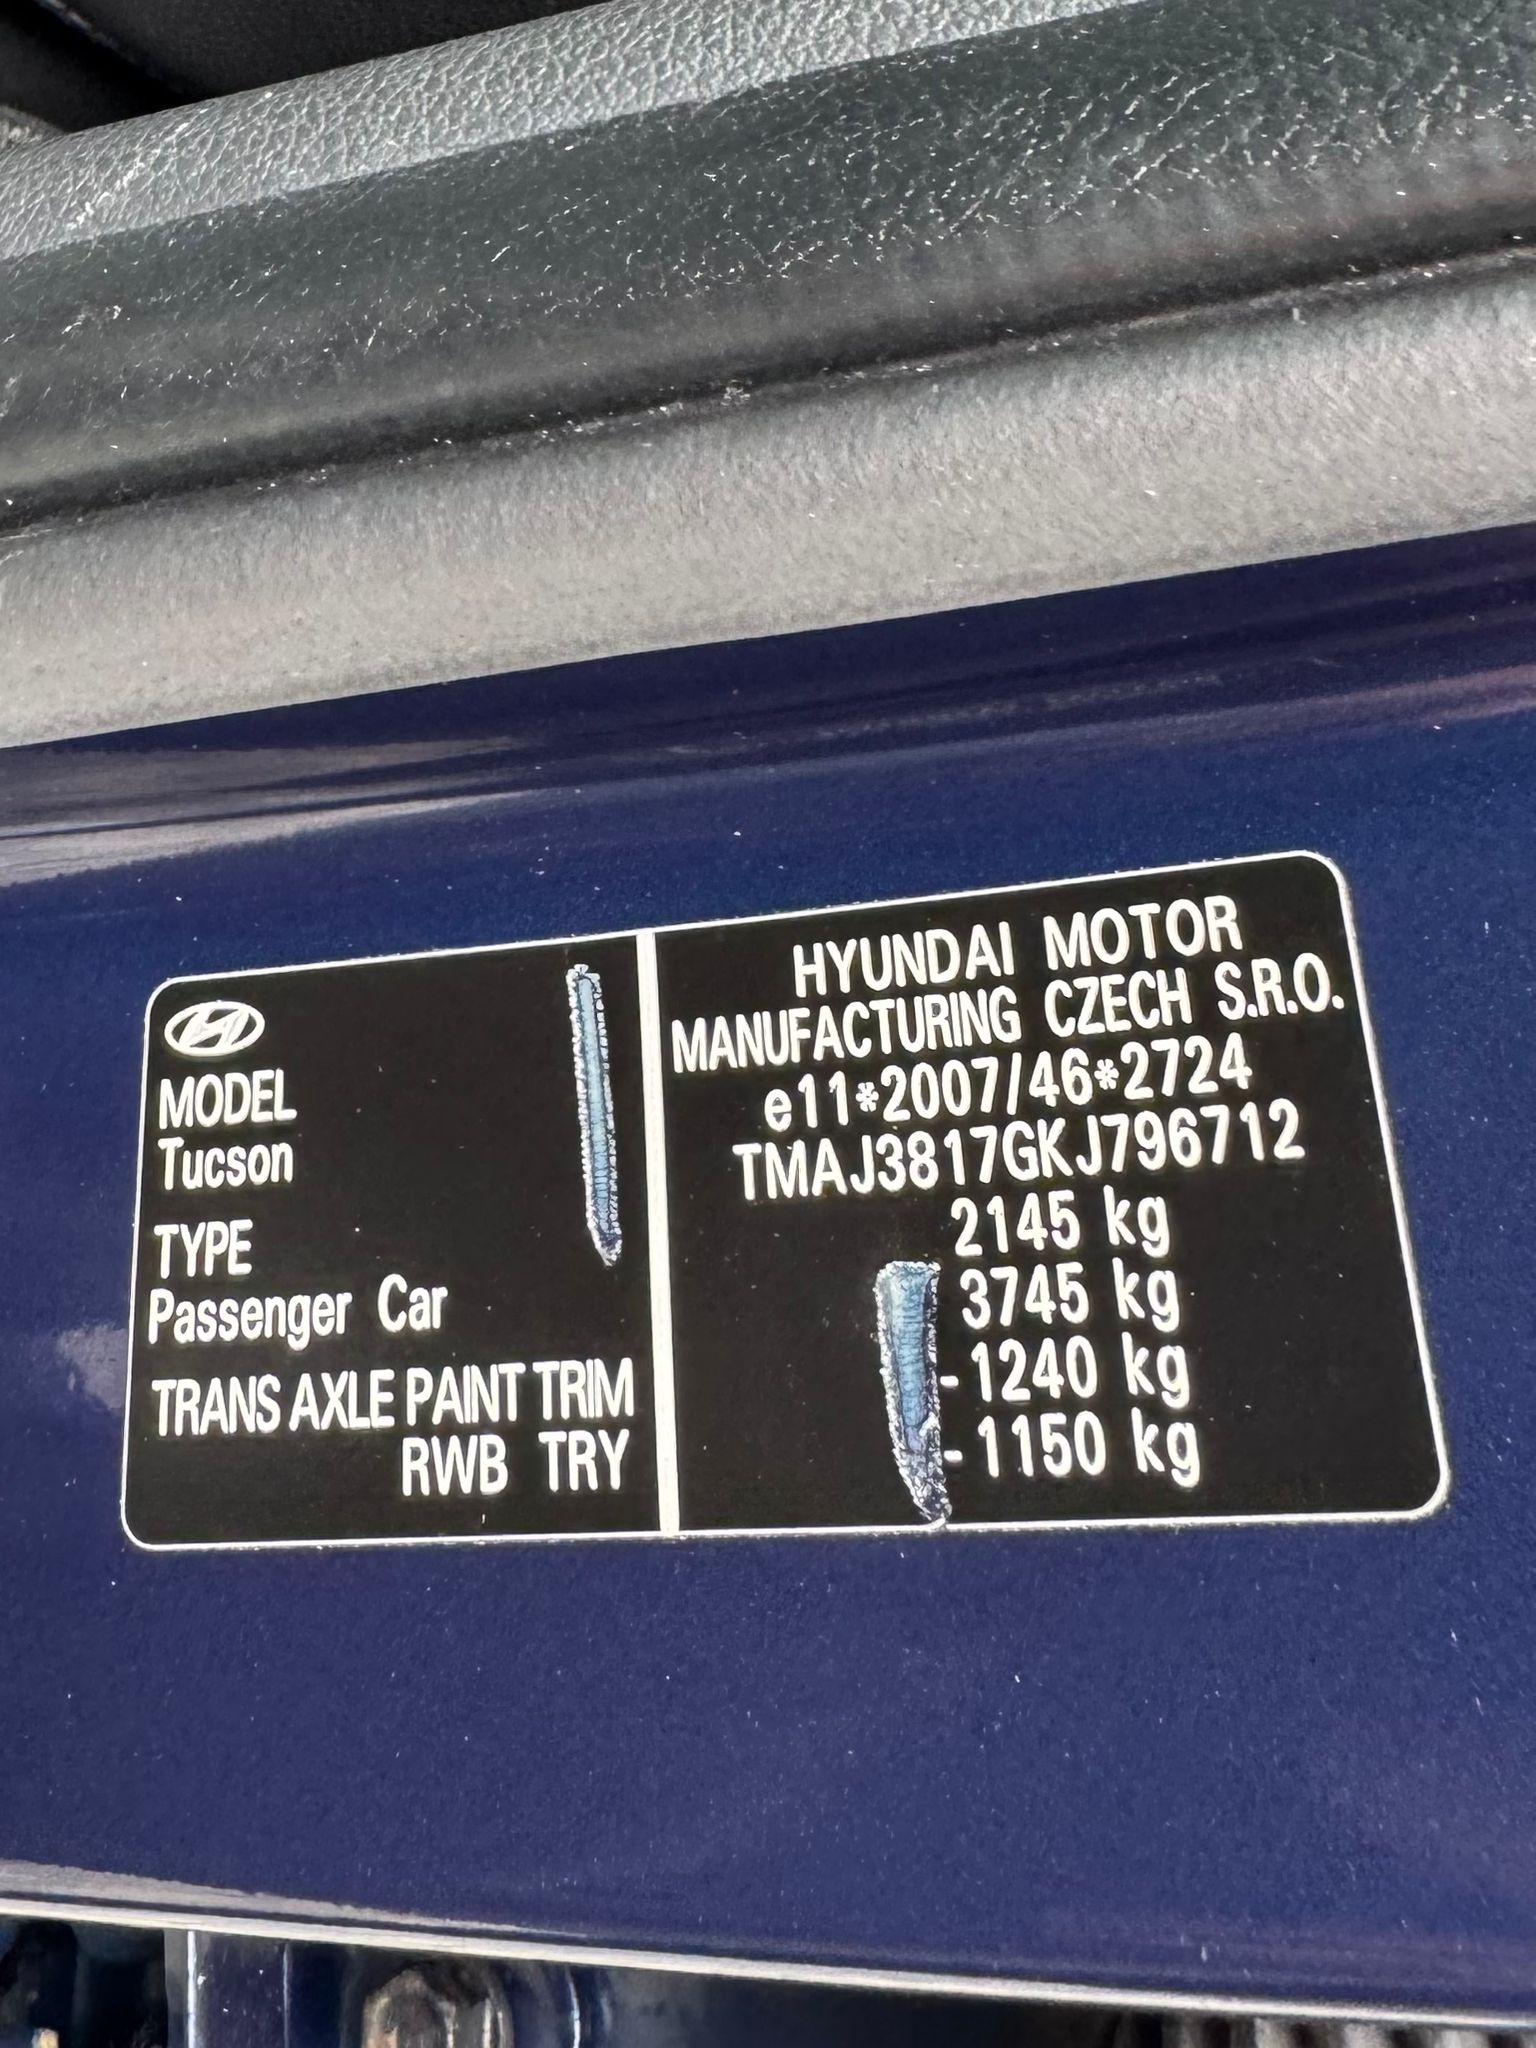 MODEL
Tucson
TYPE
Passenger Car
TRANS AXLE PAINT TRIM
RWB TRY
HYUNDAI MOTOR
MANUFACTURING CZECH S.R.O.
e11*2007/46*2724
TMAJ3817GKJ796712
2145 kg
3745 kg
-1240 kg
-1150 kg